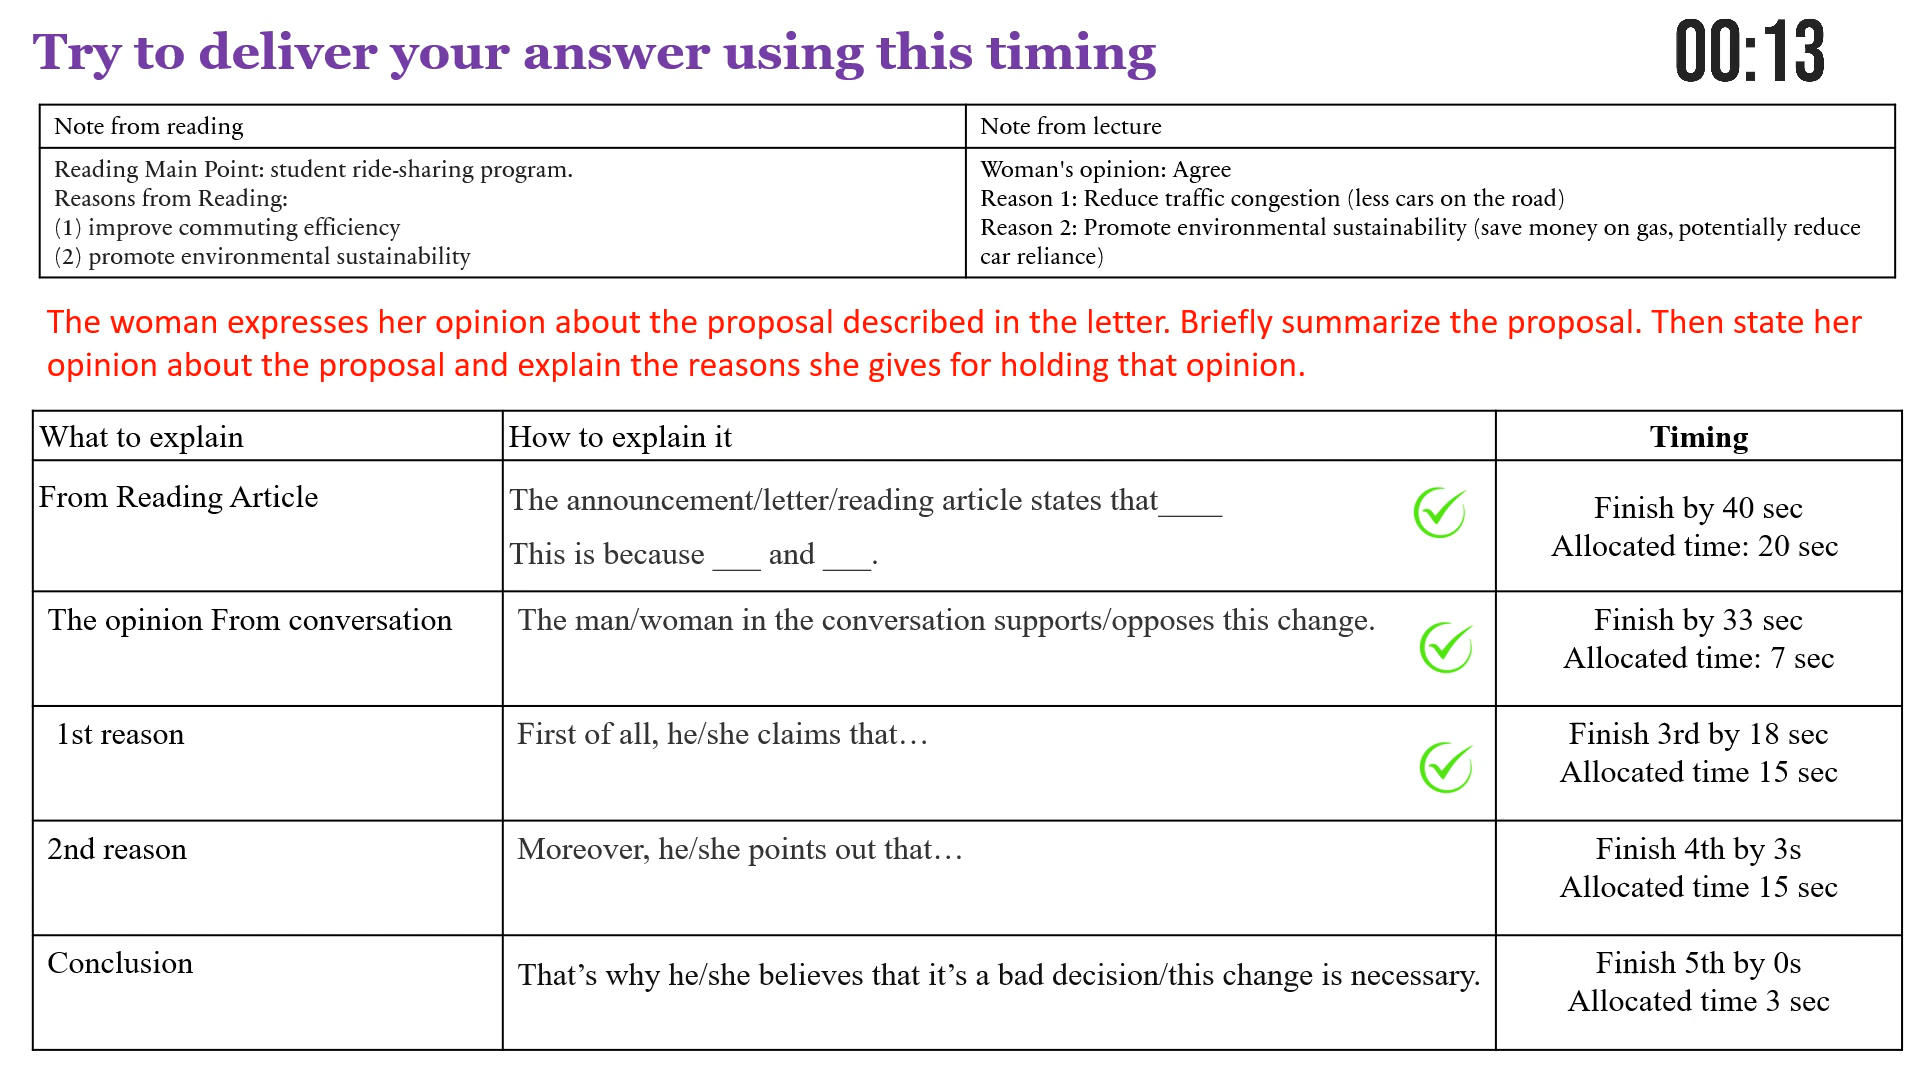 Try to deliver your answer using this timing
00:13
Note from reading
Note from lecture
Reading Main Point: student ride-sharing program.
Reasons from Reading:
(1) improve commuting efficiency
(2) promote environmental sustainability
Woman's opinion: Agree
Reason 1: Reduce traffic congestion (less cars on the road)
Reason 2: Promote environmental sustainability (save money on gas, potentially reduce
car reliance)
The woman expresses her opinion about the proposal described in the letter. Briefly summarize the proposal. Then state her
opinion about the proposal and explain the reasons she gives for holding that opinion.
What to explain
How to explain it
Timing
From Reading Article
The announcement/letter/reading article states that____
This is because ___ and ___.
Finish by 40 sec
Allocated time: 20 sec
The opinion From conversation
The man/woman in the conversation supports/opposes this change.
Finish by 33 sec
Allocated time: 7 sec
1st reason
First of all, he/she claims that…
Finish 3rd by 18 sec
Allocated time 15 sec
2nd reason
Moreover, he/she points out that…
Finish 4th by 3s
Allocated time 15 sec
Conclusion
That’s why he/she believes that it’s a bad decision/this change is necessary.
Finish 5th by 0s
Allocated time 3 sec